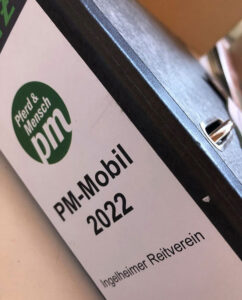 Pferd &
Mensch
pm
PM-Mobil
2022
Ingelheimer Reitverein